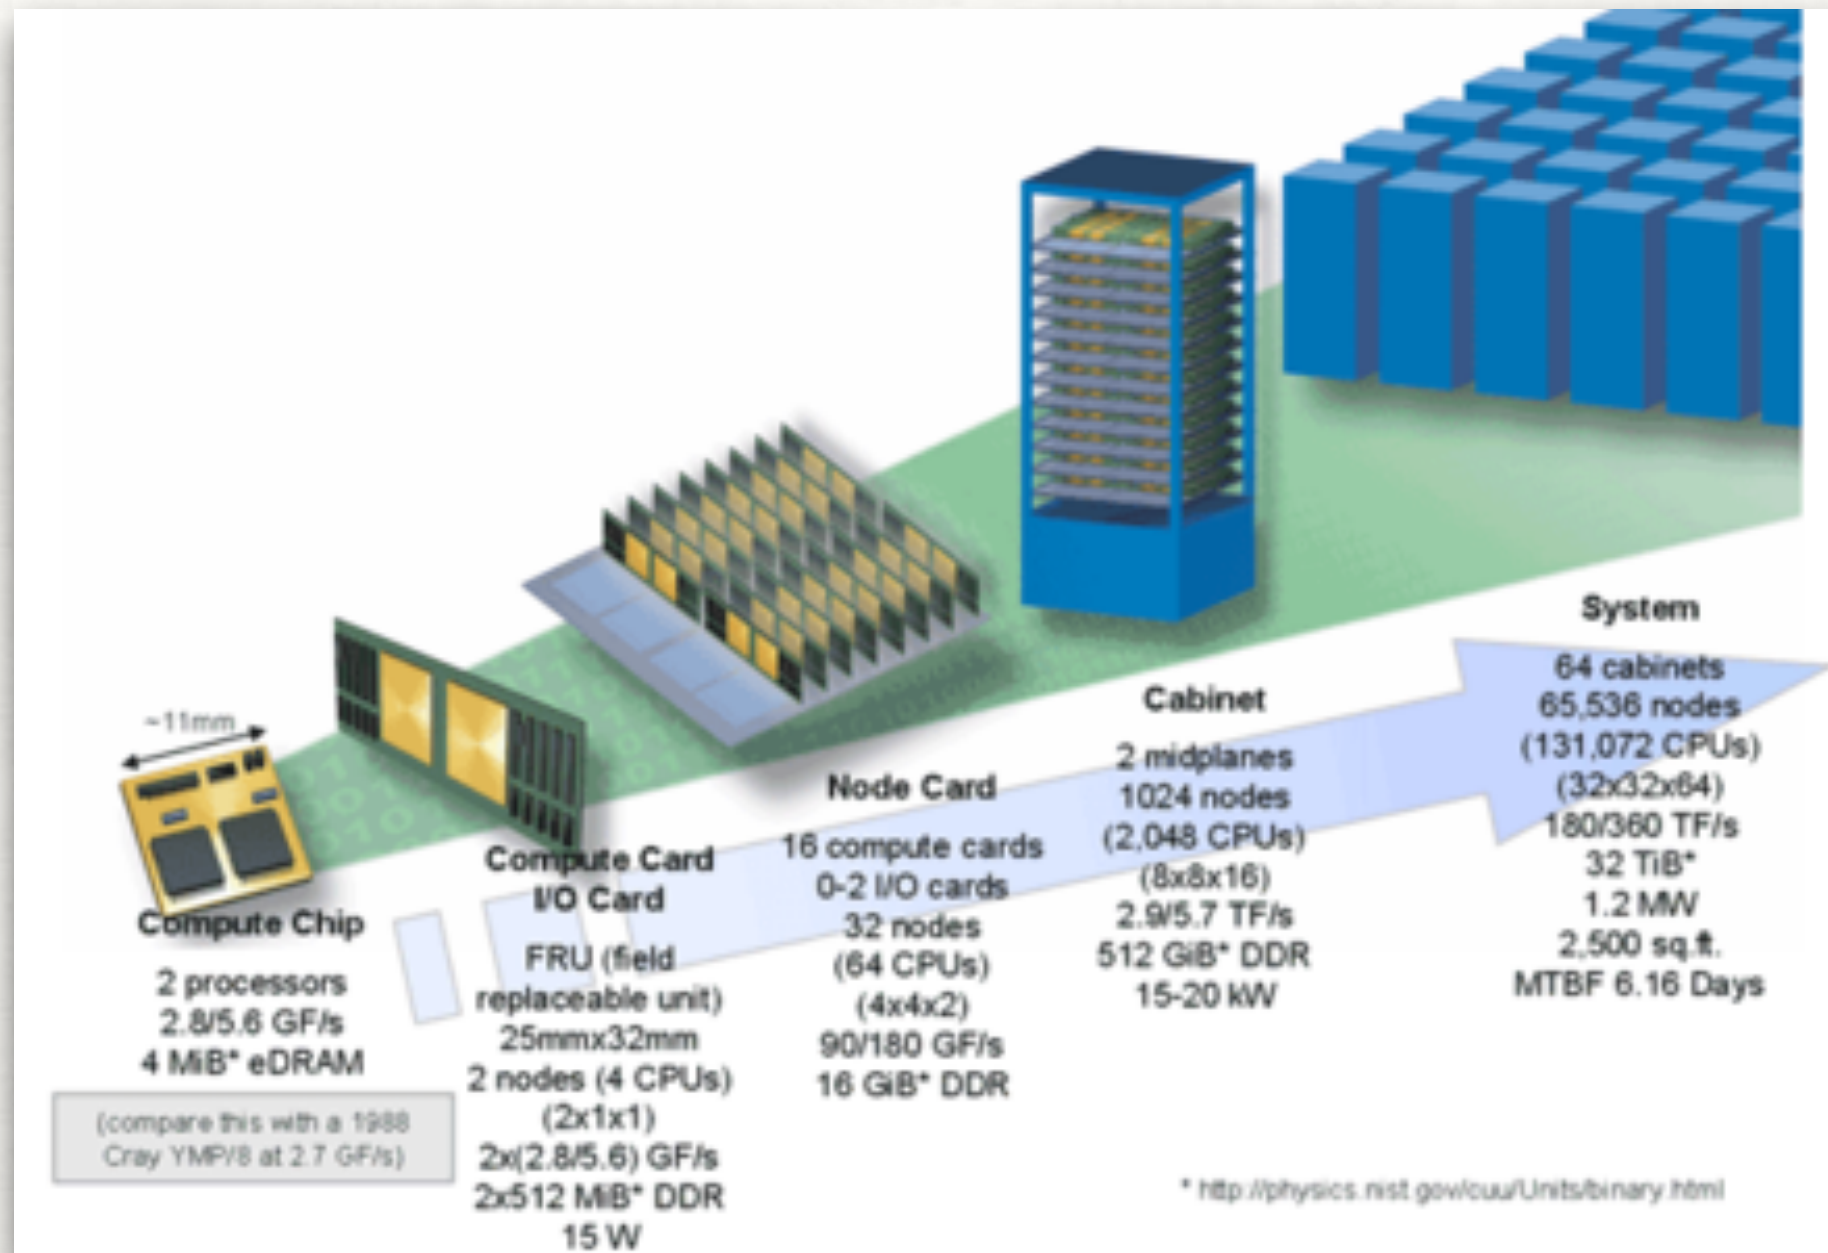 ~11mm
Compute Chip
2 processors
2.8/5.6 GF/s
4 MiB* eDRAM
(compare this with a 1988
Cray YMP/8 at 2.7 GF/s)
Compute Card
I/O Card
FRU (field
replaceable unit)
25mmx32mm
2 nodes (4 CPUs)
(2x1x1)
2x(2.8/5.6) GF/s
2x512 MiB* DDR
15 W
Node Card
16 compute cards
0-2 I/O cards
32 nodes
(64 CPUs)
(4x4x2)
90/180 GF/s
16 GiB* DDR
Cabinet
2 midplanes
1024 nodes
(2,048 CPUs)
(8x8x16)
2.9/5.7 TF/s
512 GiB* DDR
15-20 kW
System
64 cabinets
65,536 nodes
(131,072 CPUs)
(32x32x64)
180/360 TF/s
32 TiB*
1.2 MW
2,500 sq.ft.
MTBF 6.16 Days
* http://physics.nist.gov/cuu/Units/binary.html